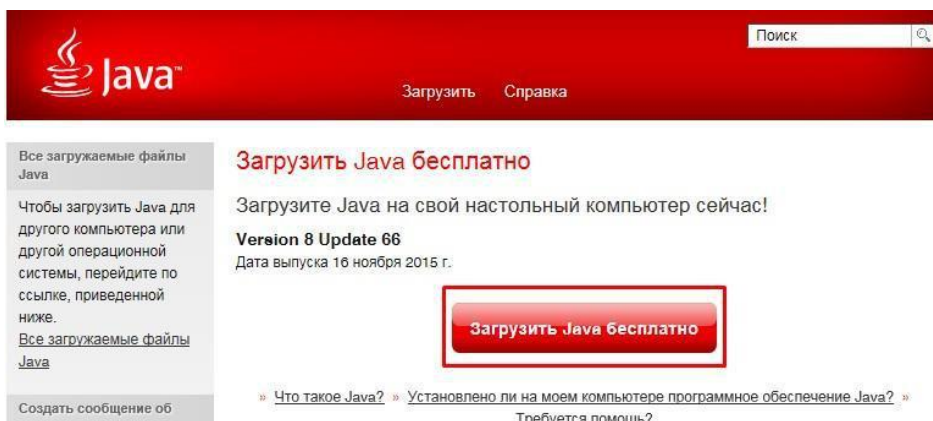 Поиск
Java™
Загрузить Справка
Все загружаемые файлы
Java
Чтобы загрузить Java для
другого компьютера или
другой операционной
системы, перейдите по
ссылке, приведенной
ниже.
Все загружаемые файлы
Java
Создать сообщение об
Загрузить Java бесплатно
Загрузите Java на свой настольный компьютер сейчас!
Version 8 Update 66
Дата выпуска 16 ноября 2015 г.
Загрузить Java бесплатно
» Что такое Java? » Установлено ли на моем компьютере программное обеспечение Java? »
Требуется помощь?